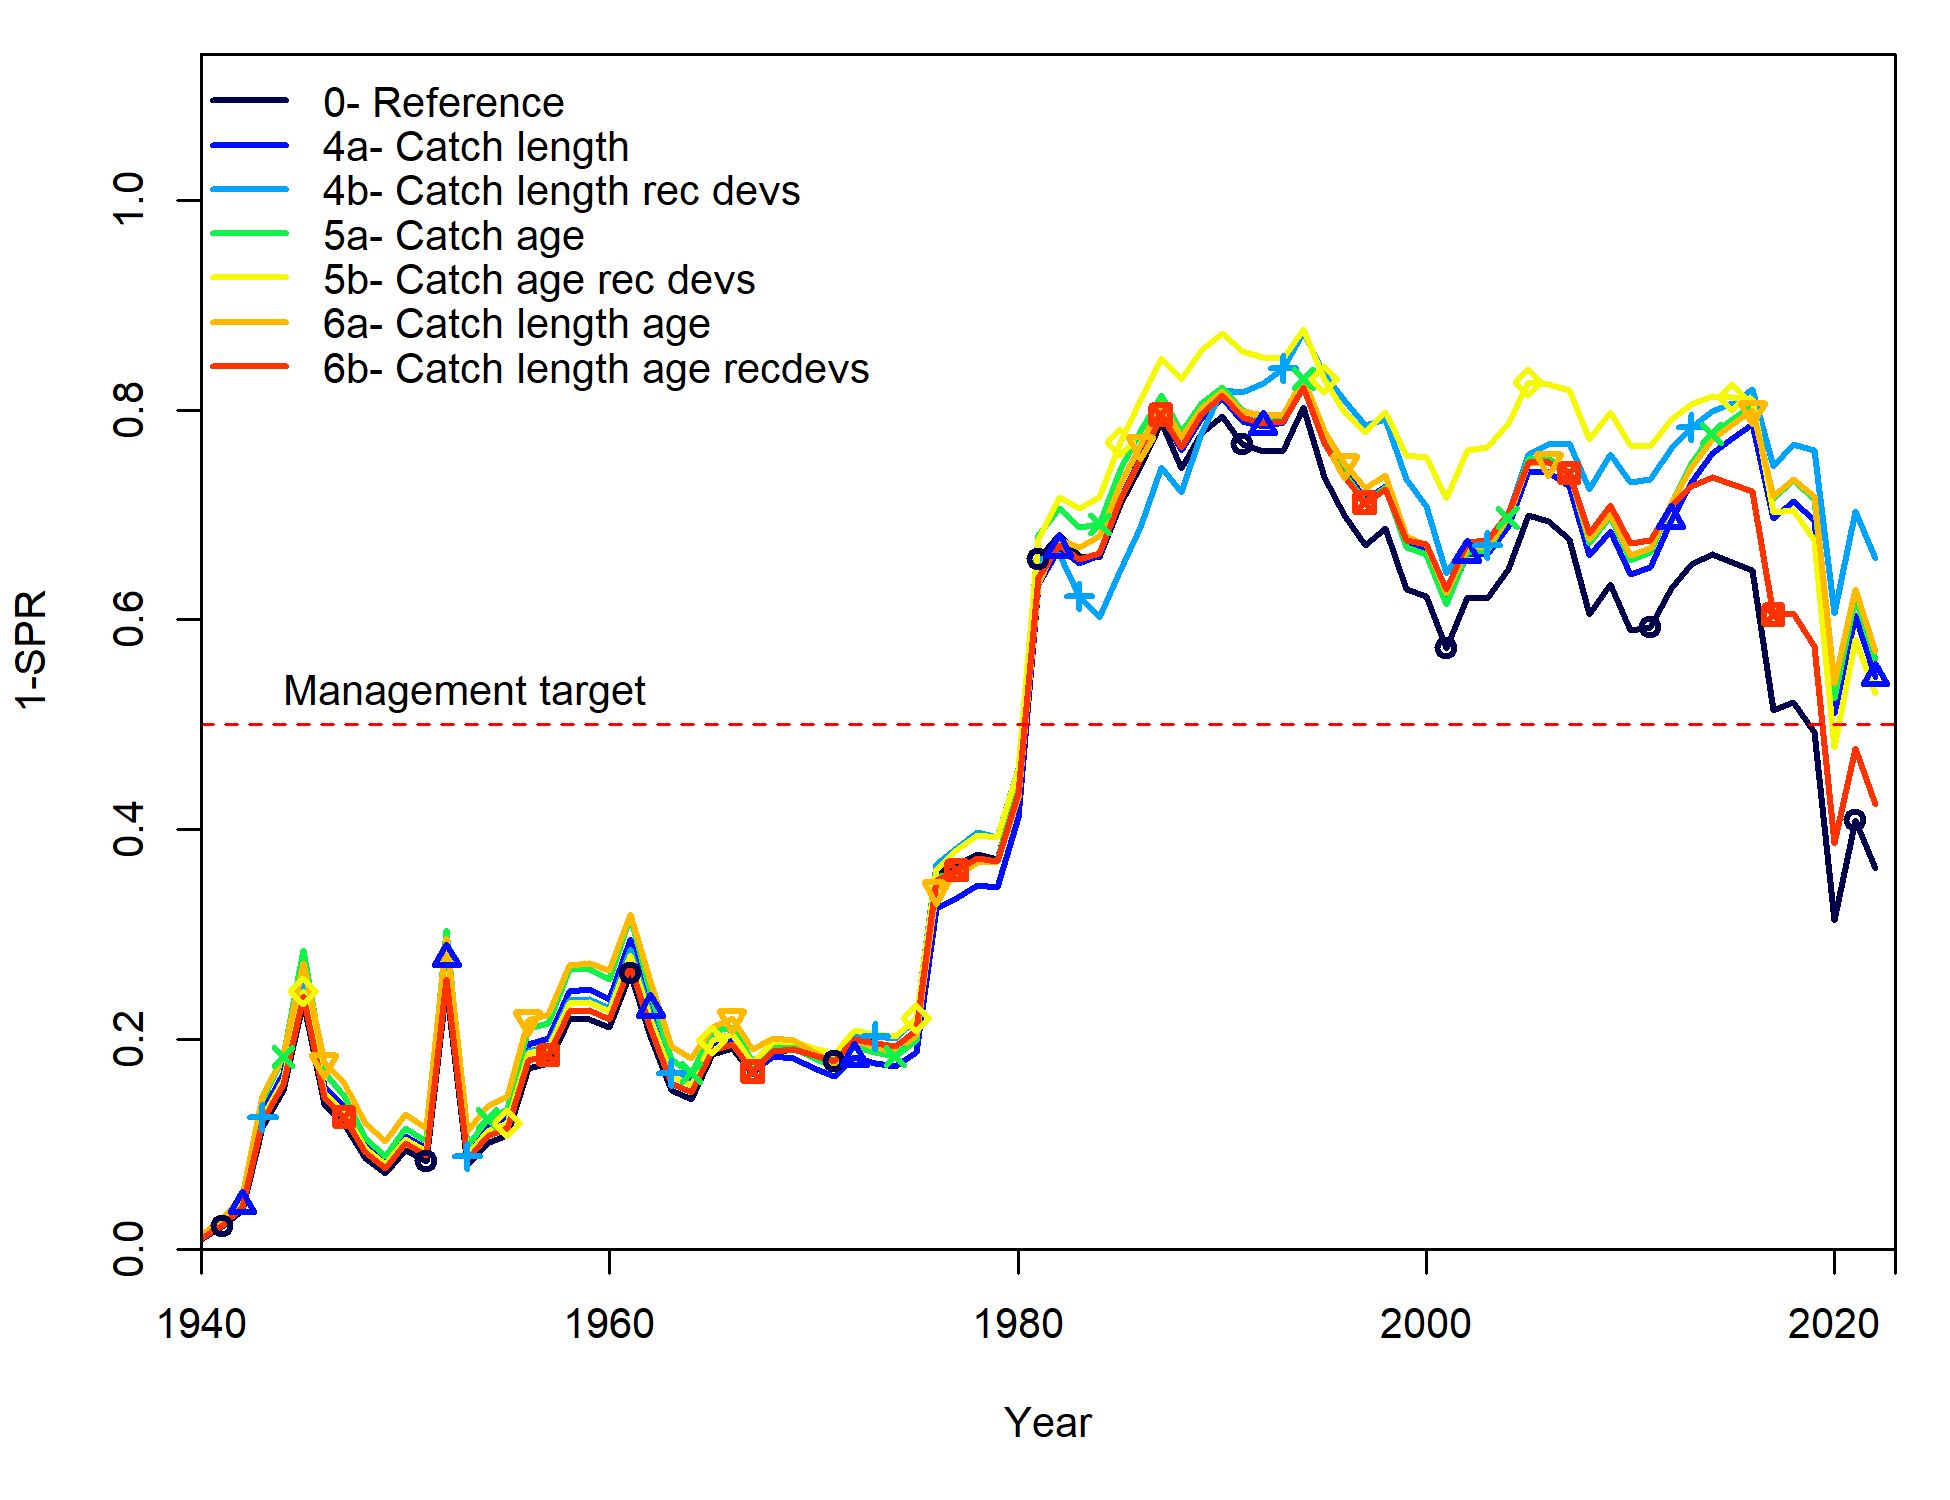 0- Reference
4a- Catch length
4b- Catch length rec devs
5a- Catch age
5b- Catch age rec devs
6a- Catch length age
6b- Catch length age recdevs
Management target
1-SPR
1.0
0.8
0.6
0.4
0.2
0.0
1940 1960 1980 2000 2020
Year